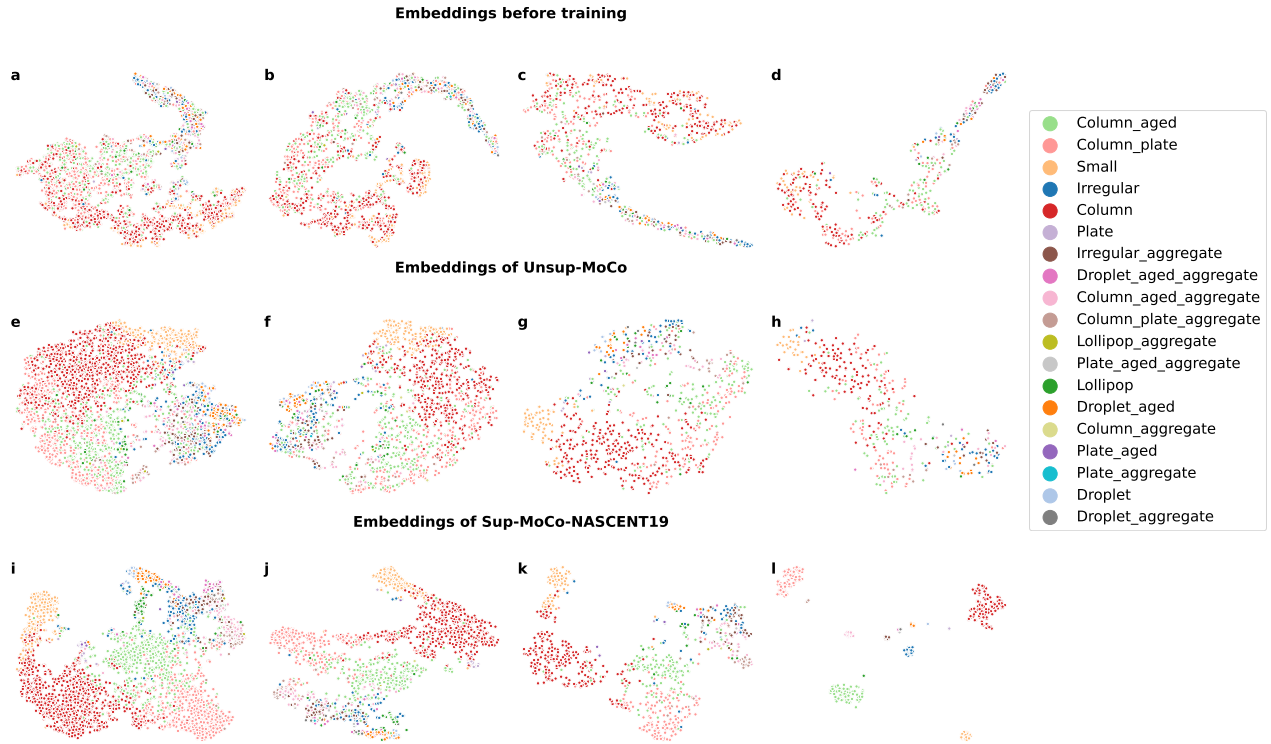 Embeddings before training
a
b
c
d
Embeddings of Unsup-MoCo
e
f
g
h
Embeddings of Sup-MoCo-NASCENT19
i
j
k
l
Column_aged
Column_plate
Small
Irregular
Column
Plate
Irregular_aggregate
Droplet_aged_aggregate
Column_aged_aggregate
Column_plate_aggregate
Lollipop_aggregate
Plate_aged_aggregate
Lollipop
Droplet_aged
Column_aggregate
Plate_aged
Plate_aggregate
Droplet
Droplet_aggregate